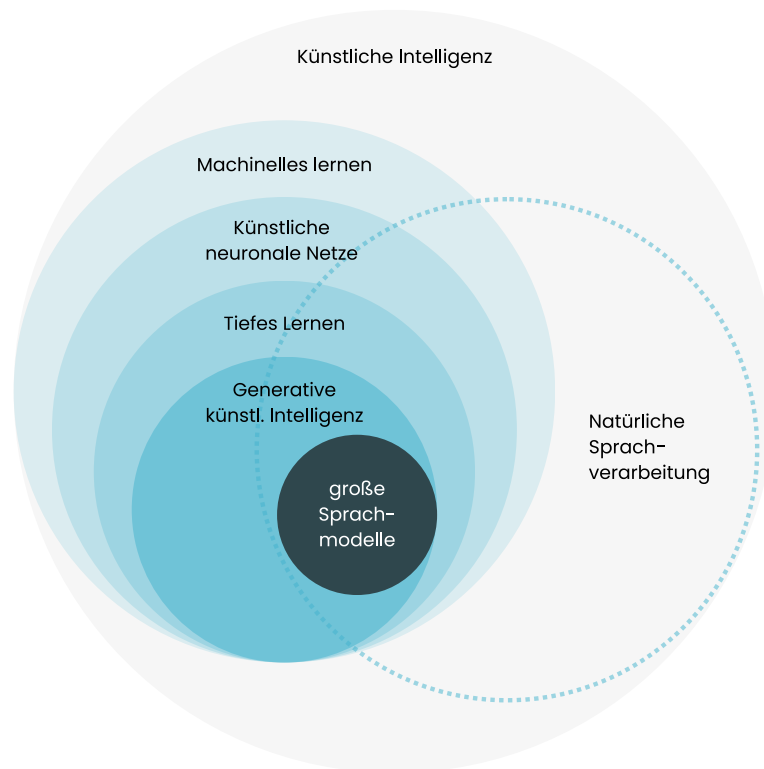 Künstliche Intelligenz
Machinelles lernen
Künstliche
neuronale Netze
Tiefes Lernen
Generative
künstl. Intelligenz
große
Sprach-
modelle
Natürliche
Sprach-
verarbeitung